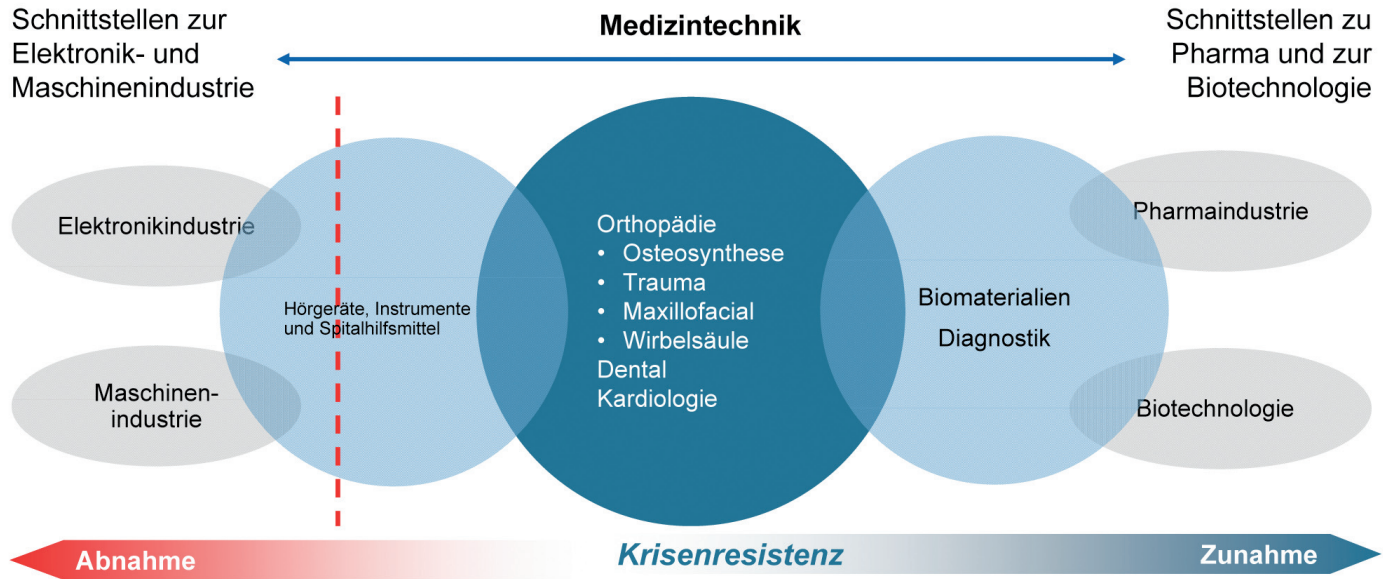 Schnittstellen zur
Elektronik- und
Maschinenindustrie
Medizintechnik
Schnittstellen zu
Pharma und zur
Biotechnologie
Elektronikindustrie
Maschinen-
industrie
Hörgeräte, Instrumente
und Spitalhilfsmittel
Orthopädie
• Osteosynthese
• Trauma
• Maxillofacial
• Wirbelsäule
Dental
Kardiologie
Biomaterialien
Diagnostik
Pharmaindustrie
Biotechnologie
Abnahme
Krisenresistenz
Zunahme